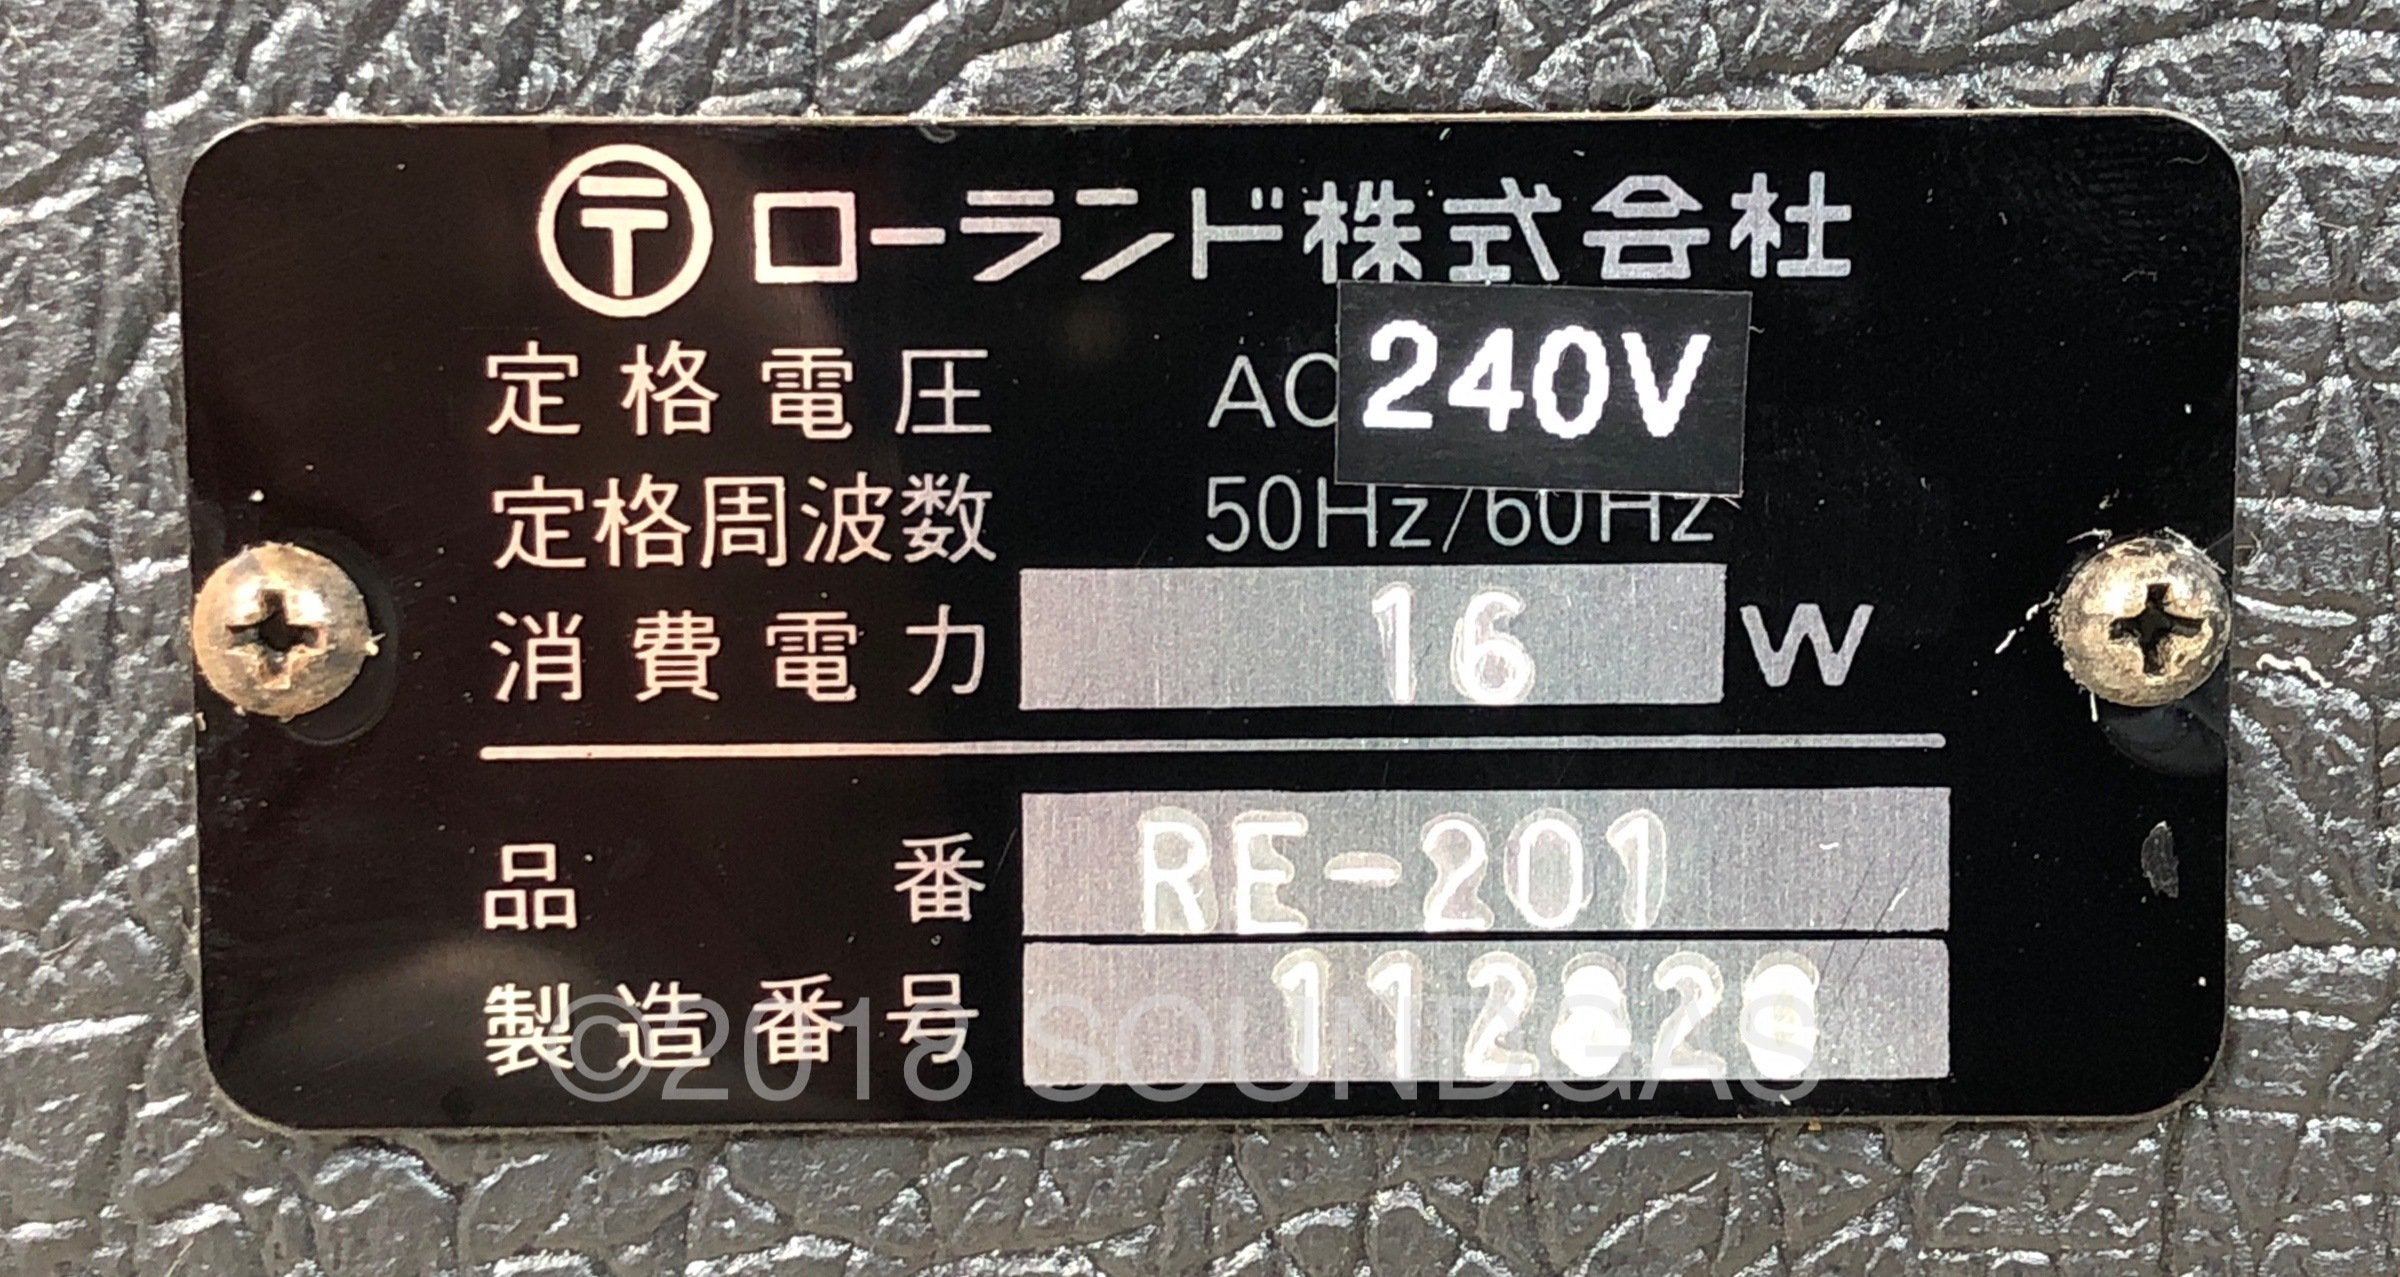 〒ローランド株式会社
定格電圧 AC 240V
定格周波数 50Hz/60Hz
消費電力 16 W
品番 RE-201
製造番号
©2018 SOUNDGAS